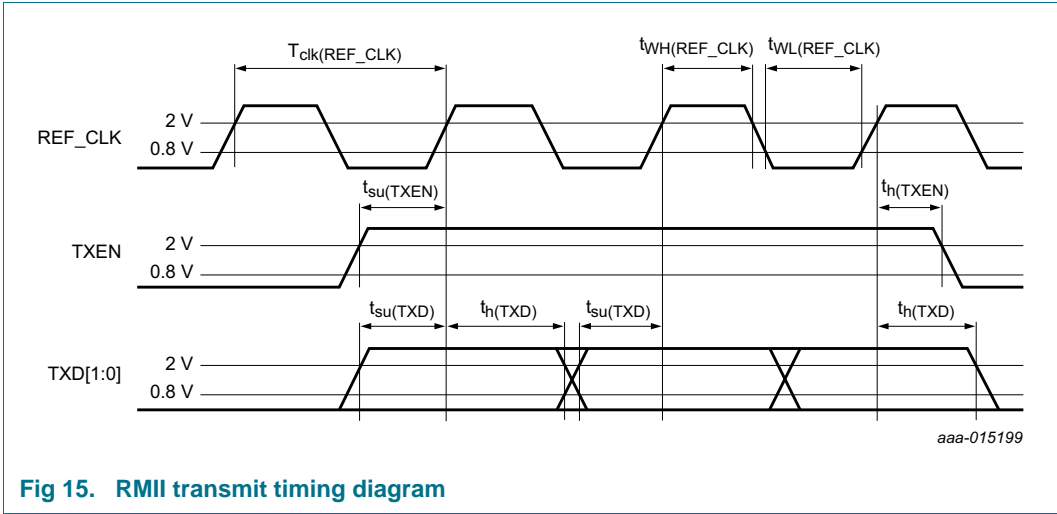 Tclk(REF_CLK)
tWH(REF_CLK)
tWL(REF_CLK)
REF_CLK
2 V
0.8 V
tsu(TXEN)
th(TXEN)
TXEN
2 V
0.8 V
tsu(TXD)
th(TXD)
tsu(TXD)
th(TXD)
TXD[1:0]
2 V
0.8 V
aaa-015199
Fig 15. RMII transmit timing diagram